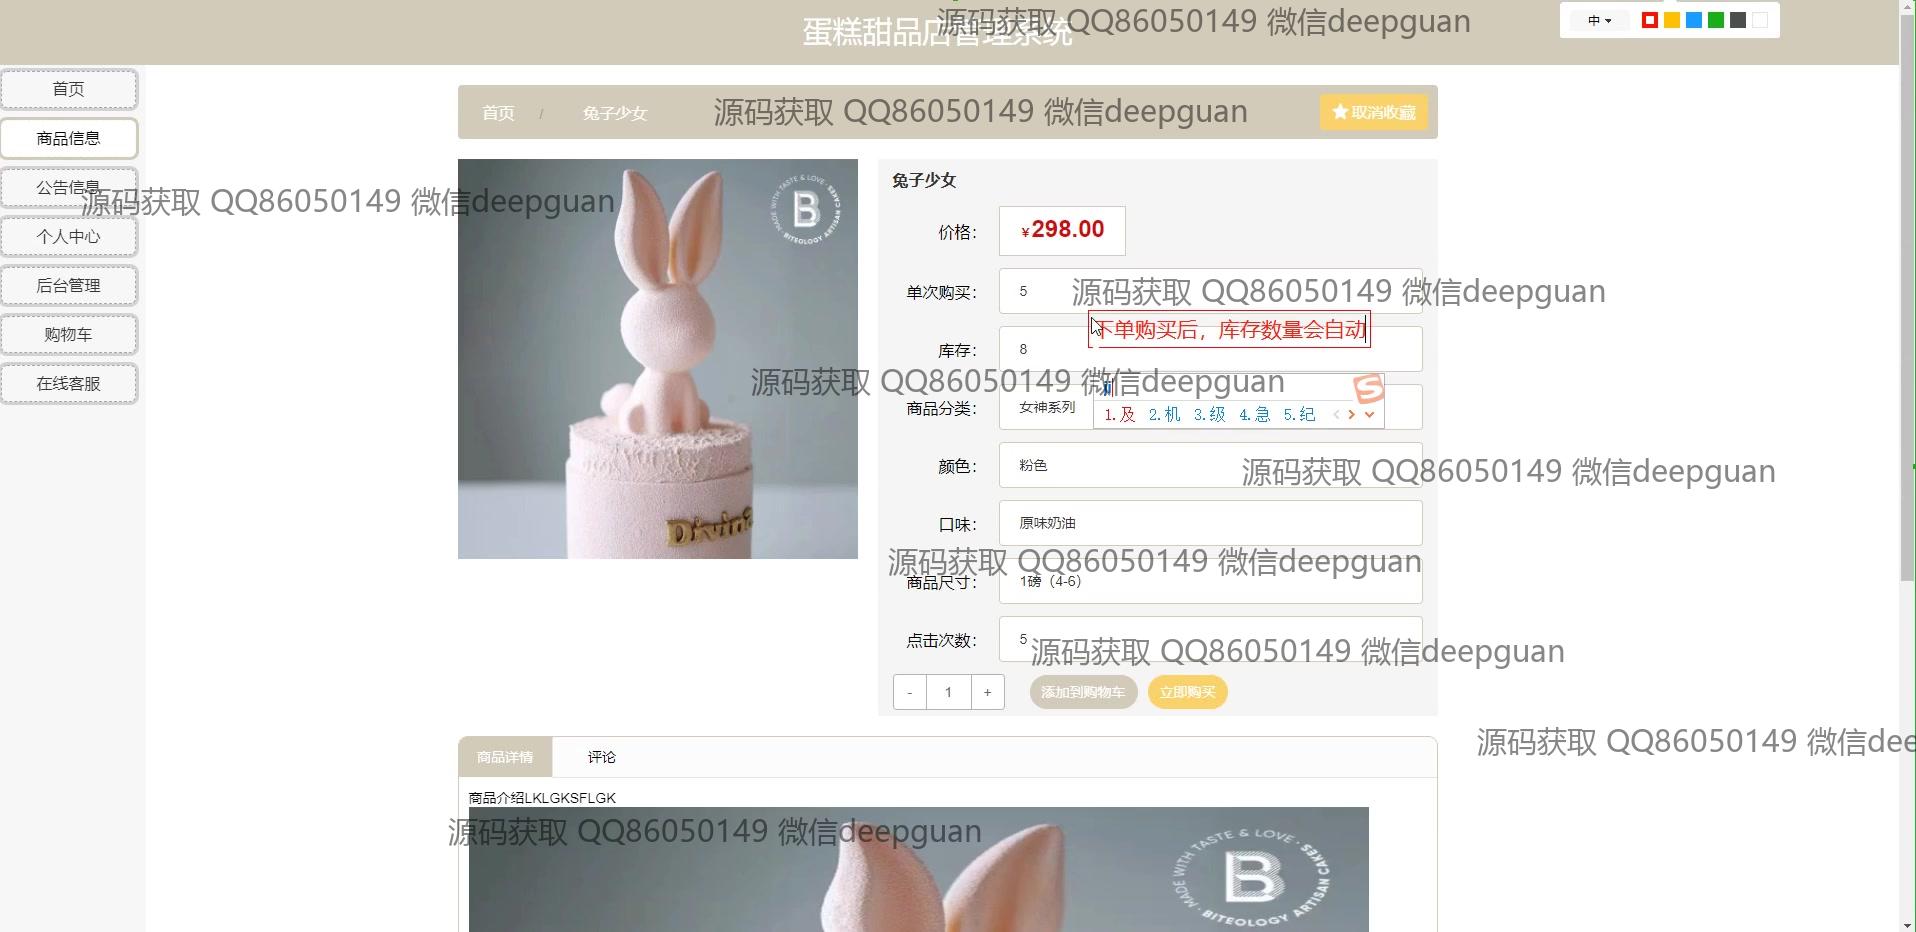 蛋糕甜品店管理系统
源码获取 QQ86050149 微信deepguan
中
首页
商品信息
公告信息
个人中心
后台管理
购物车
在线客服
源码获取 QQ86050149 微信deepguan
首页 / 兔子少女
源码获取 QQ86050149 微信deepguan
取消收藏
MADE WITH TASTE & LOVE · BITEOLOGY ARTISAN CAKES
B
兔子少女
价格： ¥298.00
单次购买： 5
源码获取 QQ86050149 微信deepguan
下单购买后，库存数量会自动
库存： 8
源码获取 QQ86050149 微信deepguan
商品分类： 女神系列
1.及 2.机 3.级 4.急 5.纪
颜色： 粉色
源码获取 QQ86050149 微信deepguan
口味： 原味奶油
源码获取 QQ86050149 微信deepguan
商品尺寸： 1磅（4-6）
点击次数： 5
源码获取 QQ86050149 微信deepguan
- 1 +
添加到购物车
立即购买
源码获取 QQ86050149 微信dee
商品详情
评论
商品介绍LKLGKSFLGK
源码获取 QQ86050149 微信deepguan
MADE WITH TASTE & LOVE · BITEOLOGY ARTISAN CAKES
B